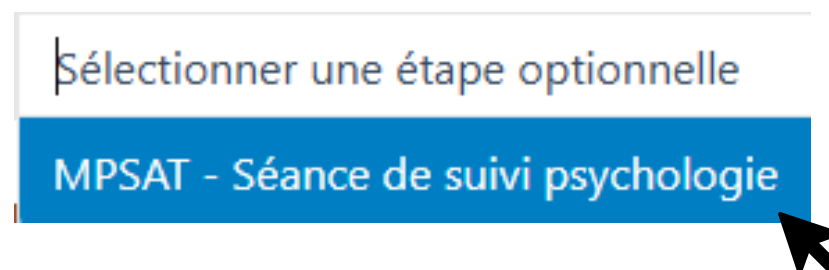 Sélectionner une étape optionnelle
MPSAT - Séance de suivi psychologie